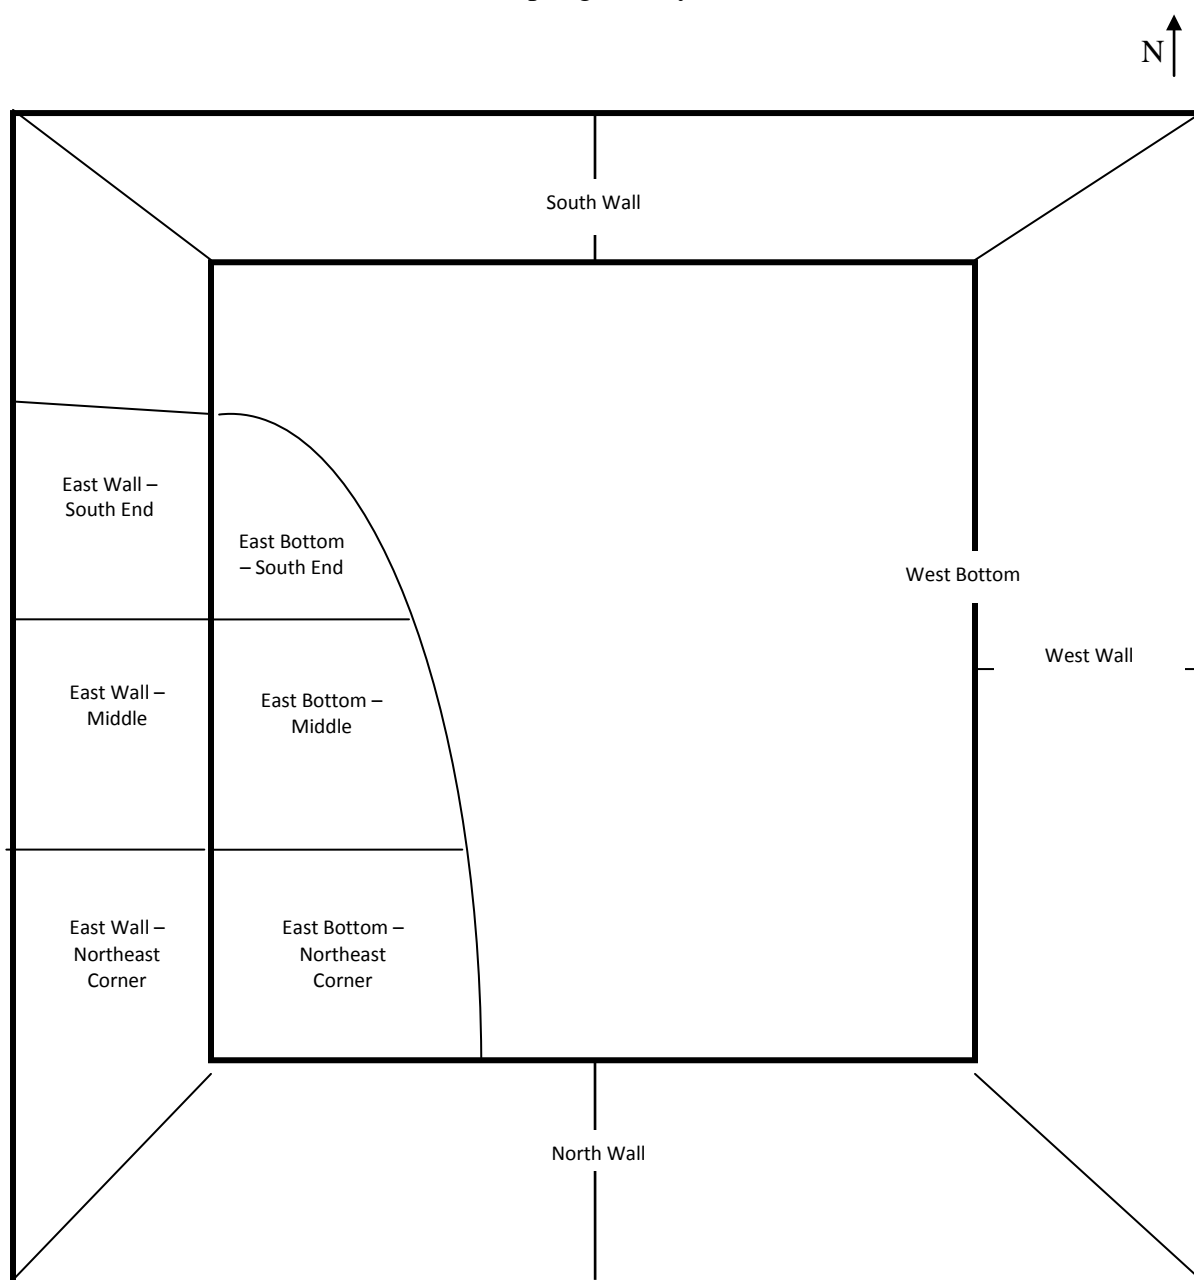 N
South Wall
East Wall –
South End
East Bottom
– South End
West Bottom
West Wall
East Wall –
Middle
East Bottom –
Middle
East Wall –
Northeast
Corner
East Bottom –
Northeast
Corner
North Wall